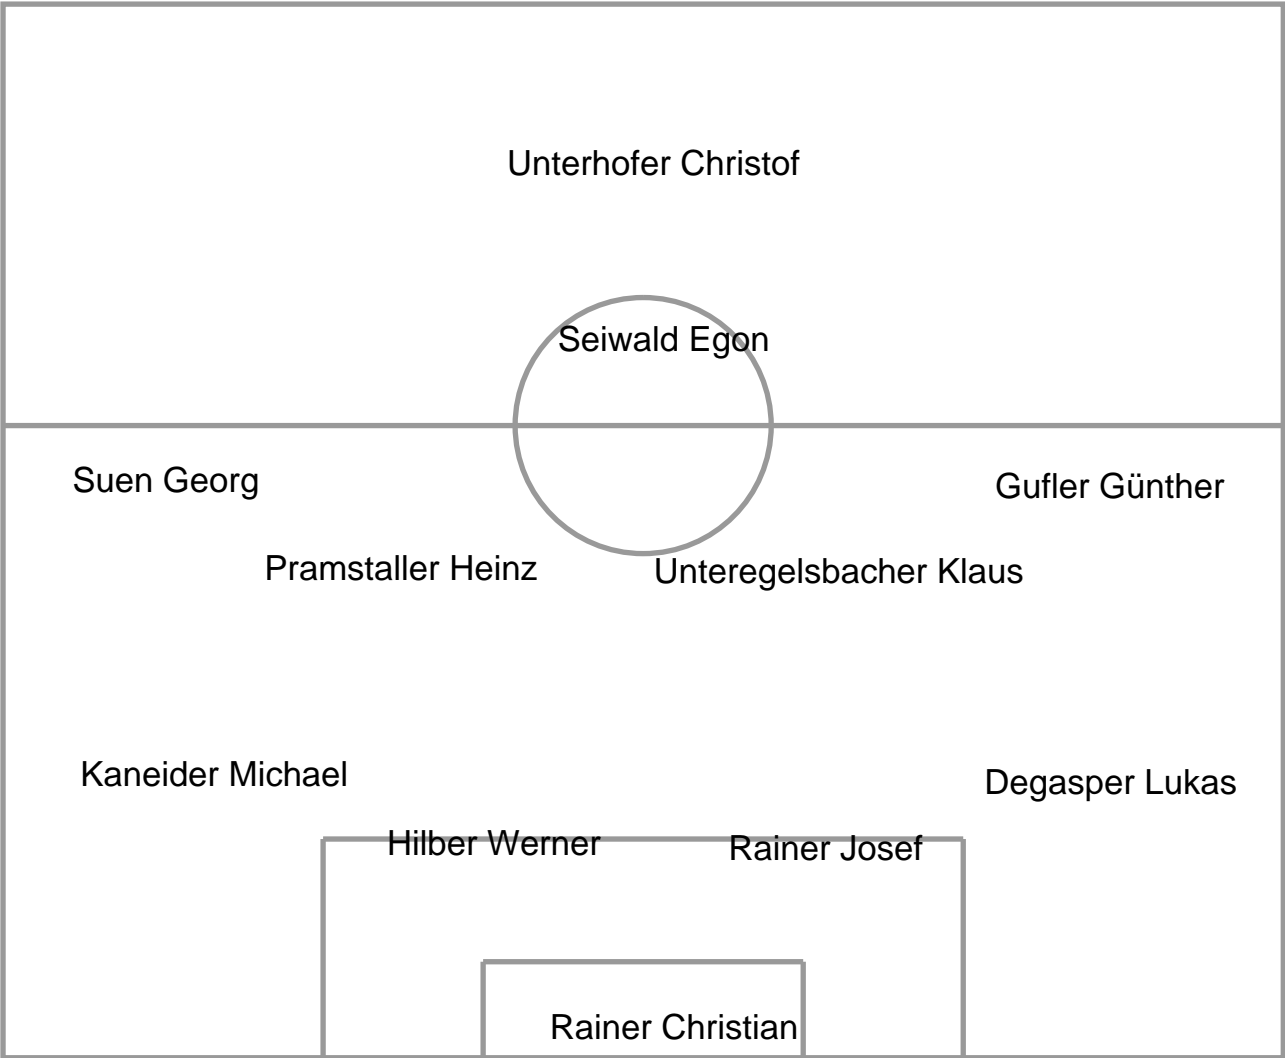 Unterhofer Christof
Seiwald Egon
Suen Georg
Gufler Günther
Pramstaller Heinz
Unteregelsbacher Klaus
Kaneider Michael
Degasper Lukas
Hilber Werner
Rainer Josef
Rainer Christian